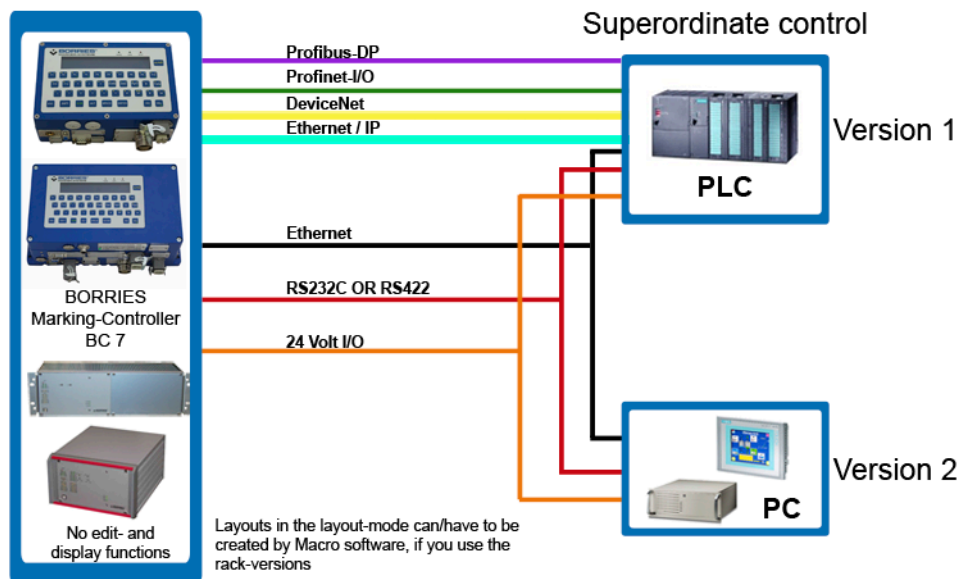 Superordinate control
BORRIES
Profibus-DP
Profinet-I/O
DeviceNet
Ethernet / IP
PLC
Version 1
BORRIES
Marking-Controller
BC 7
Ethernet
RS232C OR RS422
24 Volt I/O
No edit- and
display functions
Layouts in the layout-mode can/have to be
created by Macro software, if you use the
rack-versions
PC
Version 2